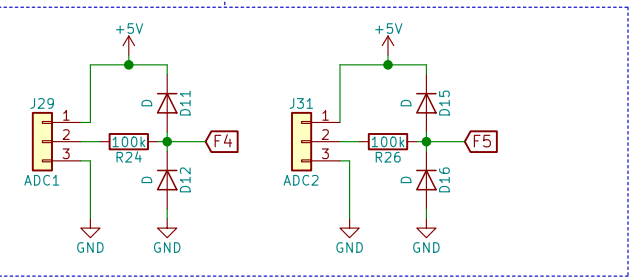 +5V
+5V
J29
1
2
3
ADC1
100k
R24
D
D11
D
D12
F4
GND
GND
J31
1
2
3
ADC2
100k
R26
D
D15
D
D16
F5
GND
GND